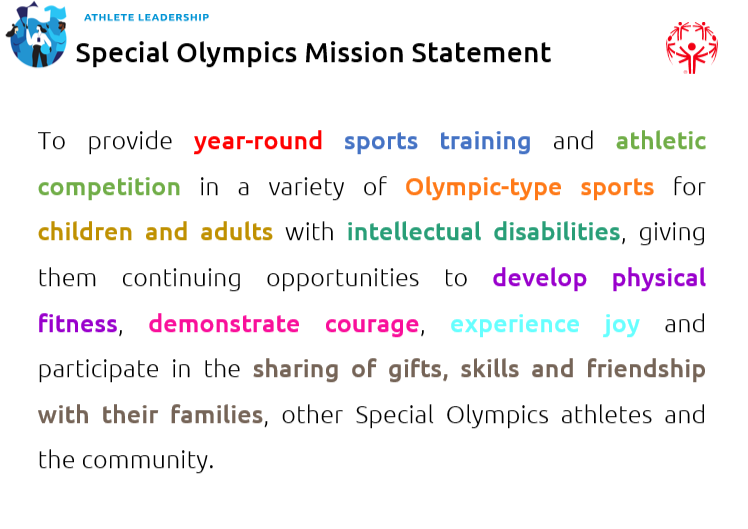 ATHLETE LEADERSHIP
Special Olympics Mission Statement
To provide year-round sports training and athletic
competition in a variety of Olympic-type sports for
children and adults with intellectual disabilities, giving
them continuing opportunities to develop physical
fitness, demonstrate courage, experience joy and
participate in the sharing of gifts, skills and friendship
with their families, other Special Olympics athletes and
the community.